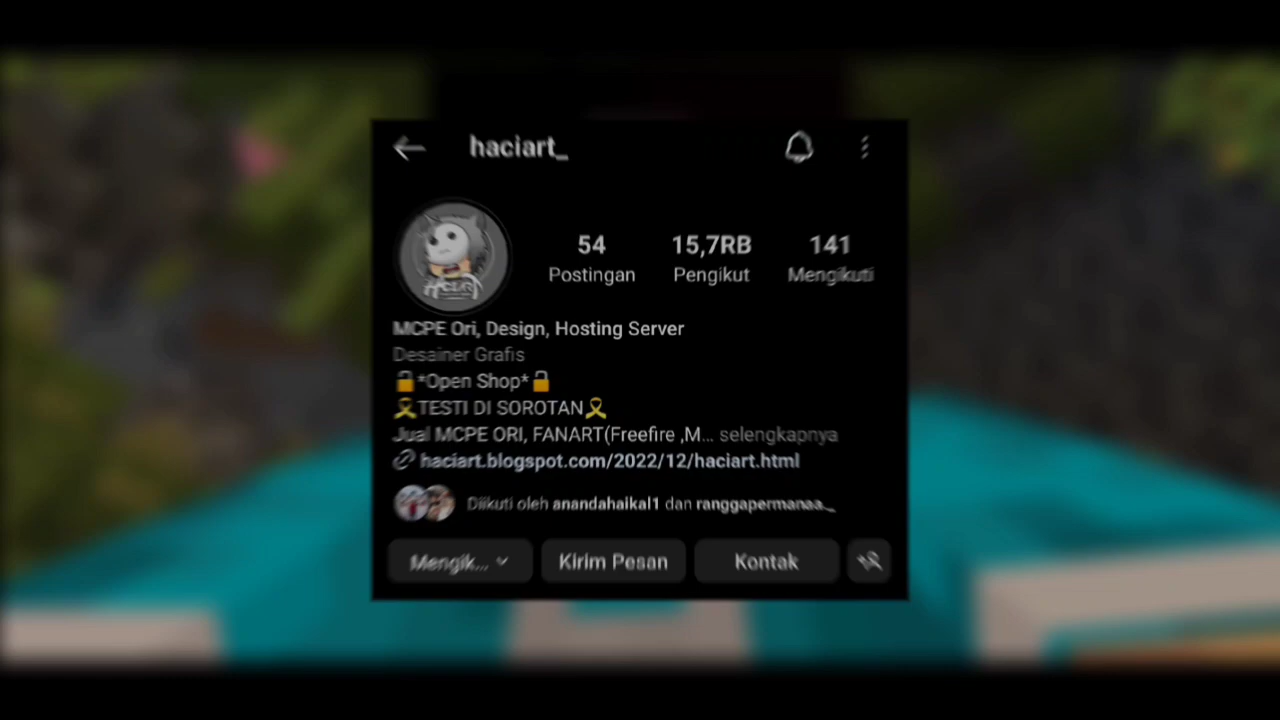 haciart_
54 15,7RB 141
Postingan Pengikut Mengikuti
MCPE Ori, Design, Hosting Server
Desainer Grafis
*Open Shop*
TESTI DI SOROTAN
Jual MCPE ORI, FANART(Freefire ,M... selengkapnya
haciart.blogspot.com/2022/12/haciart.html
Diikuti oleh anandahaikal1 dan ranggapermanaa_
Mengik... Kirim Pesan Kontak